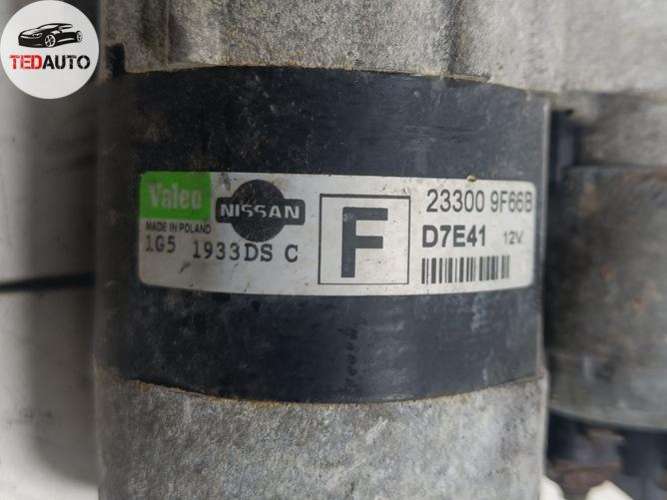 TEDAUTO
Valeo
MADE IN POLAND
NISSAN
1G5 1933DS C
F
23300 9F66B
D7E41 12V